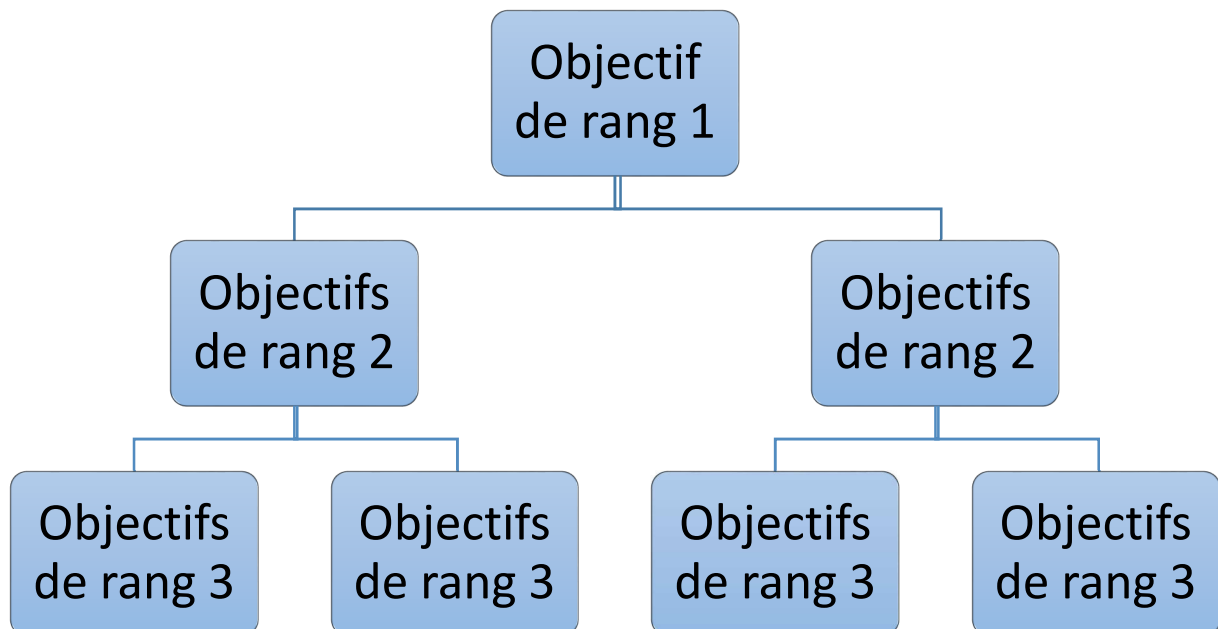 Objectif
de rang 1
Objectifs
de rang 2
Objectifs
de rang 2
Objectifs
de rang 3
Objectifs
de rang 3
Objectifs
de rang 3
Objectifs
de rang 3